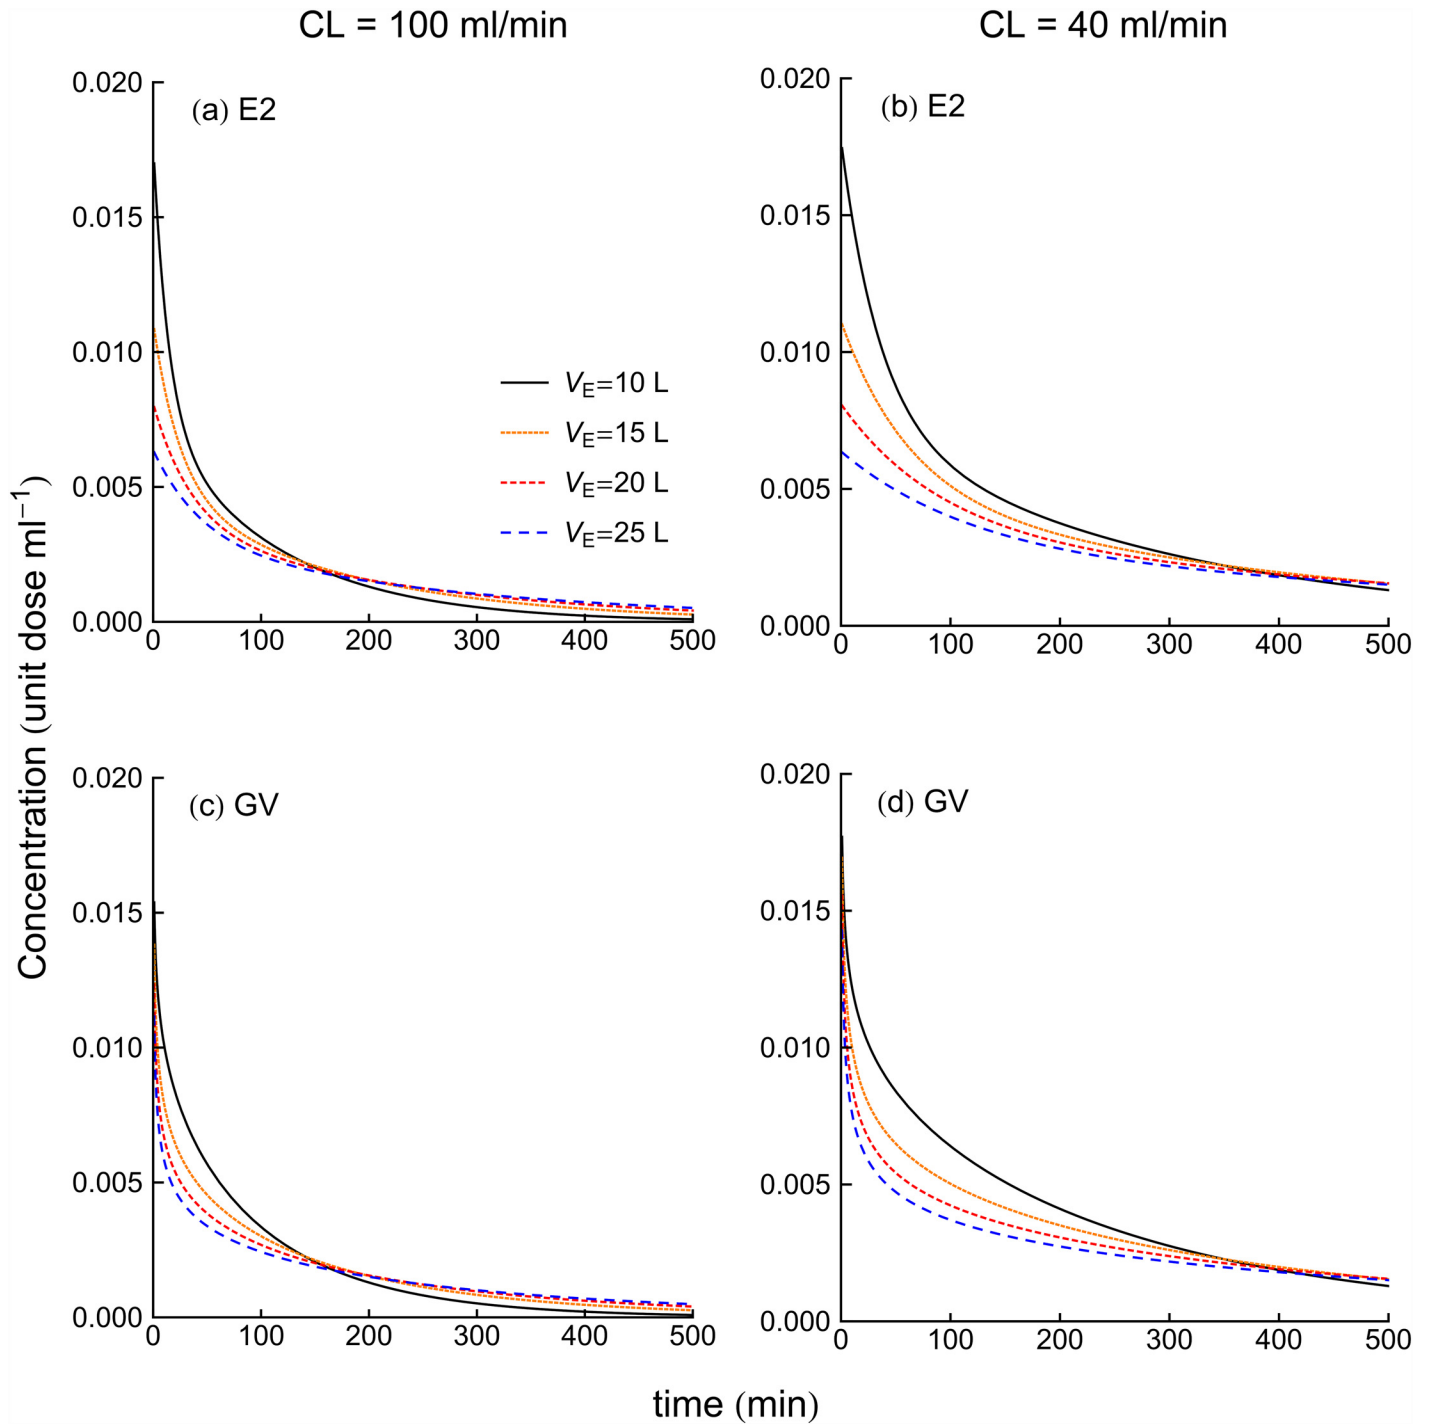 CL = 100 ml/min
CL = 40 ml/min
(a) E2
0.020
0.015
0.010
0.005
0.000
0 100 200 300 400 500
V_E=10 L
V_E=15 L
V_E=20 L
V_E=25 L
(b) E2
0.020
0.015
0.010
0.005
0.000
0 100 200 300 400 500
Concentration (unit dose ml⁻¹)
(c) GV
0.020
0.015
0.010
0.005
0.000
0 100 200 300 400 500
(d) GV
0.020
0.015
0.010
0.005
0.000
0 100 200 300 400 500
time (min)